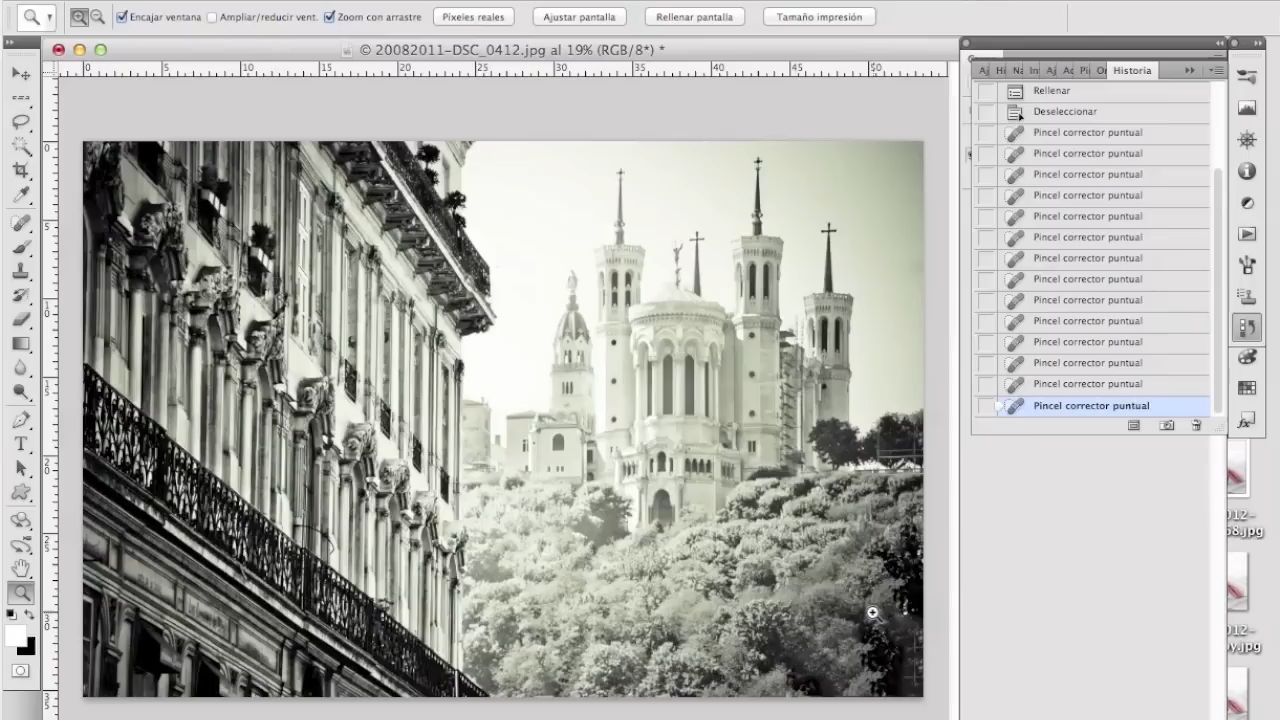 Encajar ventana Ampliar/reducir vent. Zoom con arrastre Píxeles reales Ajustar pantalla Rellenar pantalla Tamaño impresión
© 20082011-DSC_0412.jpg al 19% (RGB/8*) *
0 5 10 15 20 25 30 35 40 45 50
Historia
Rellenar
Deseleccionar
Pincel corrector puntual
Pincel corrector puntual
Pincel corrector puntual
Pincel corrector puntual
Pincel corrector puntual
Pincel corrector puntual
Pincel corrector puntual
Pincel corrector puntual
Pincel corrector puntual
Pincel corrector puntual
Pincel corrector puntual
Pincel corrector puntual
Pincel corrector puntual
Pincel corrector puntual